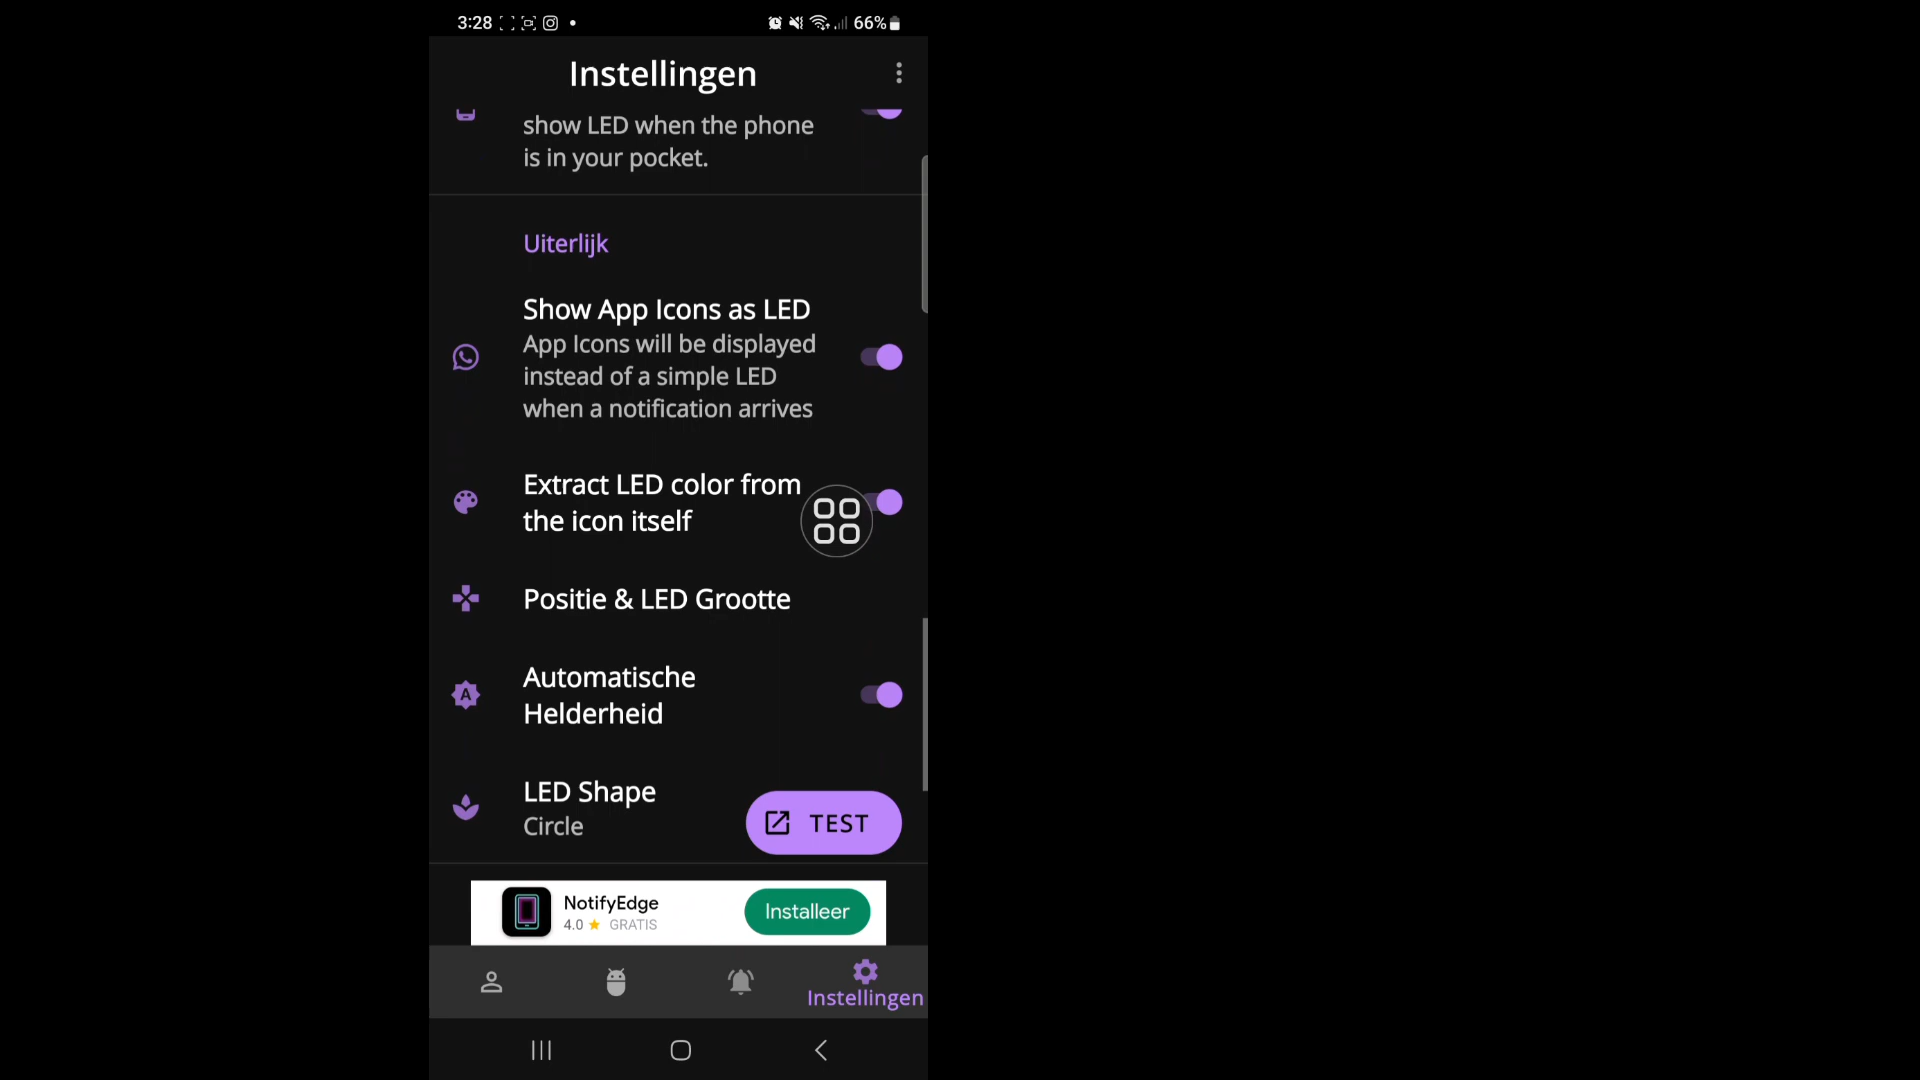 3:28
66%
Instellingen
show LED when the phone
is in your pocket.
Uiterlijk
Show App Icons as LED
App Icons will be displayed
instead of a simple LED
when a notification arrives
Extract LED color from
the icon itself
Positie & LED Grootte
Automatische
Helderheid
A
LED Shape
Circle
TEST
NotifyEdge
4.0 ★ GRATIS
Installeer
Instellingen